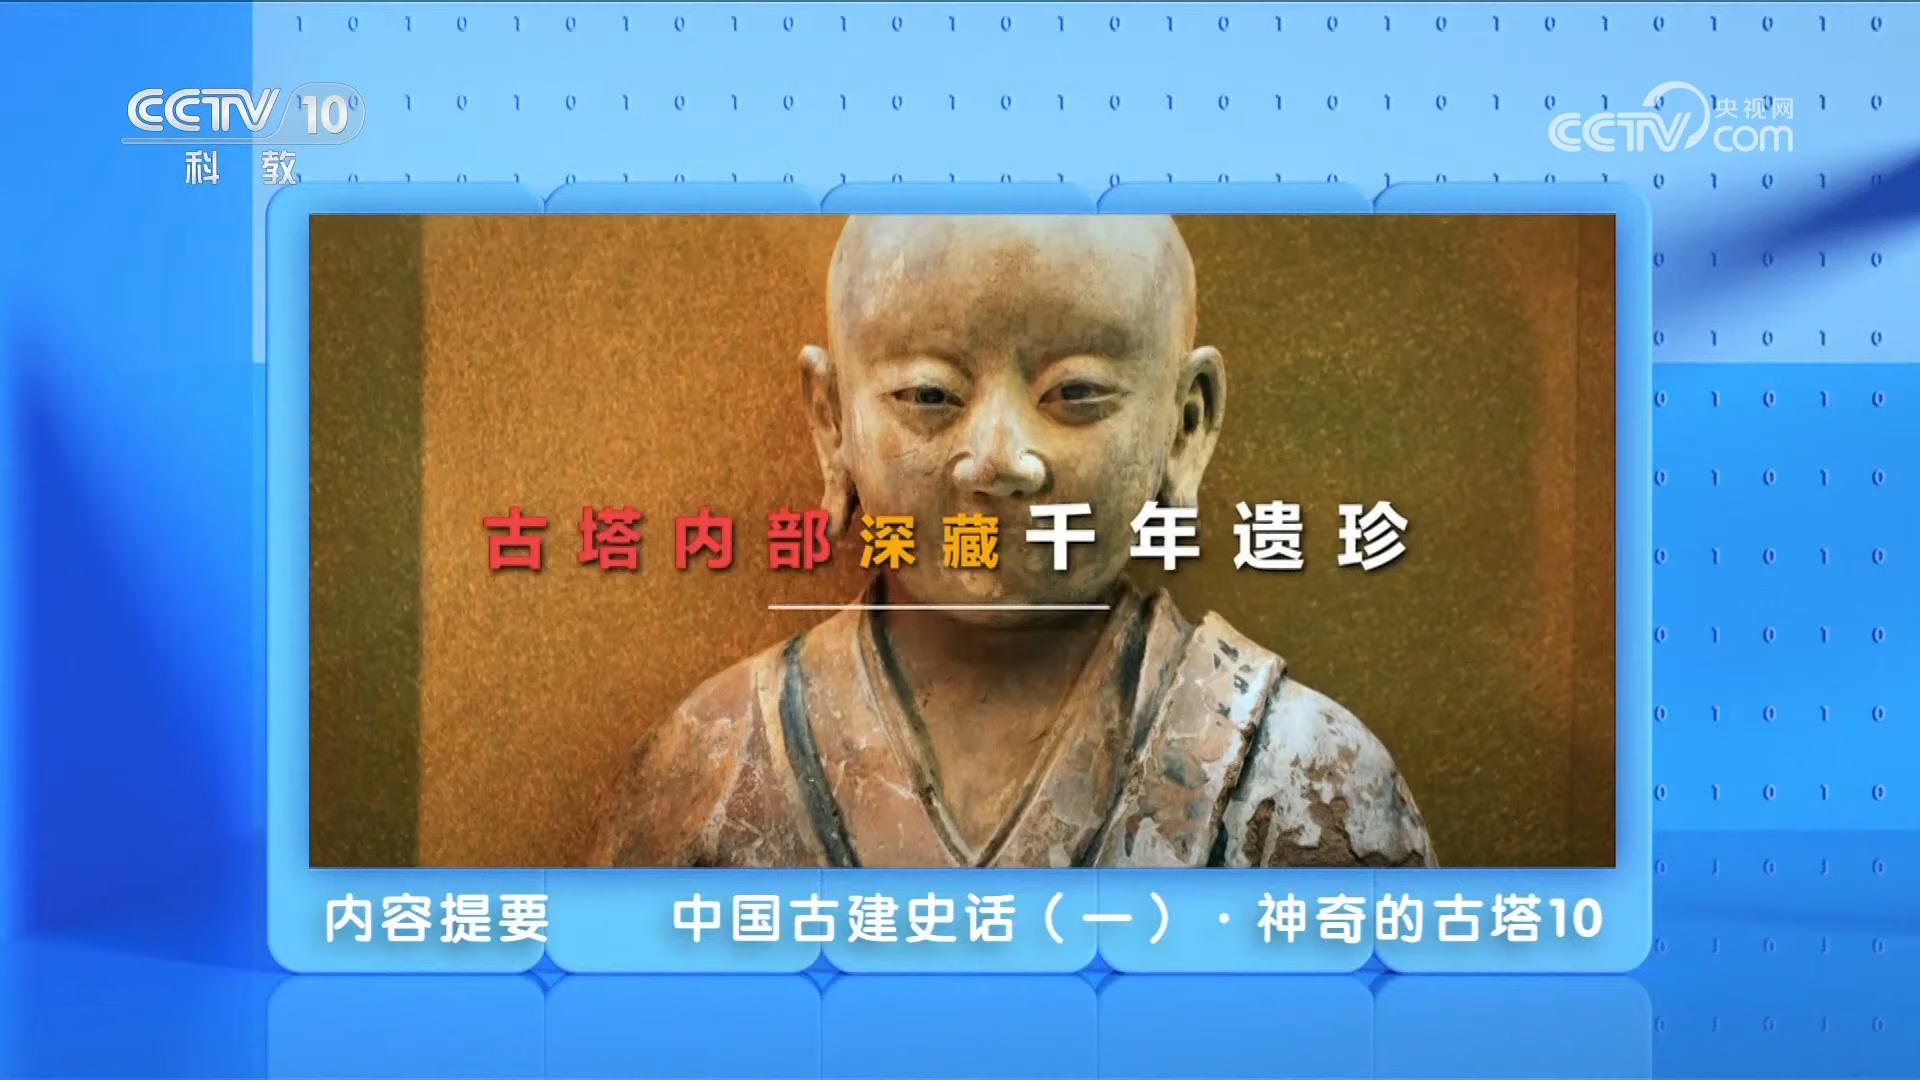 CCTV 10
科 教
央视网
CCTV com
古塔内部深藏千年遗珍
内容提要 中国古建史话（一）·神奇的古塔10